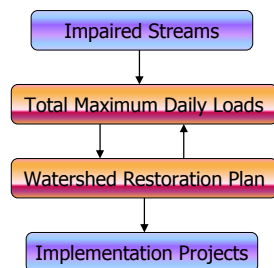 Impaired Streams
Total Maximum Daily Loads
Watershed Restoration Plan
Implementation Projects